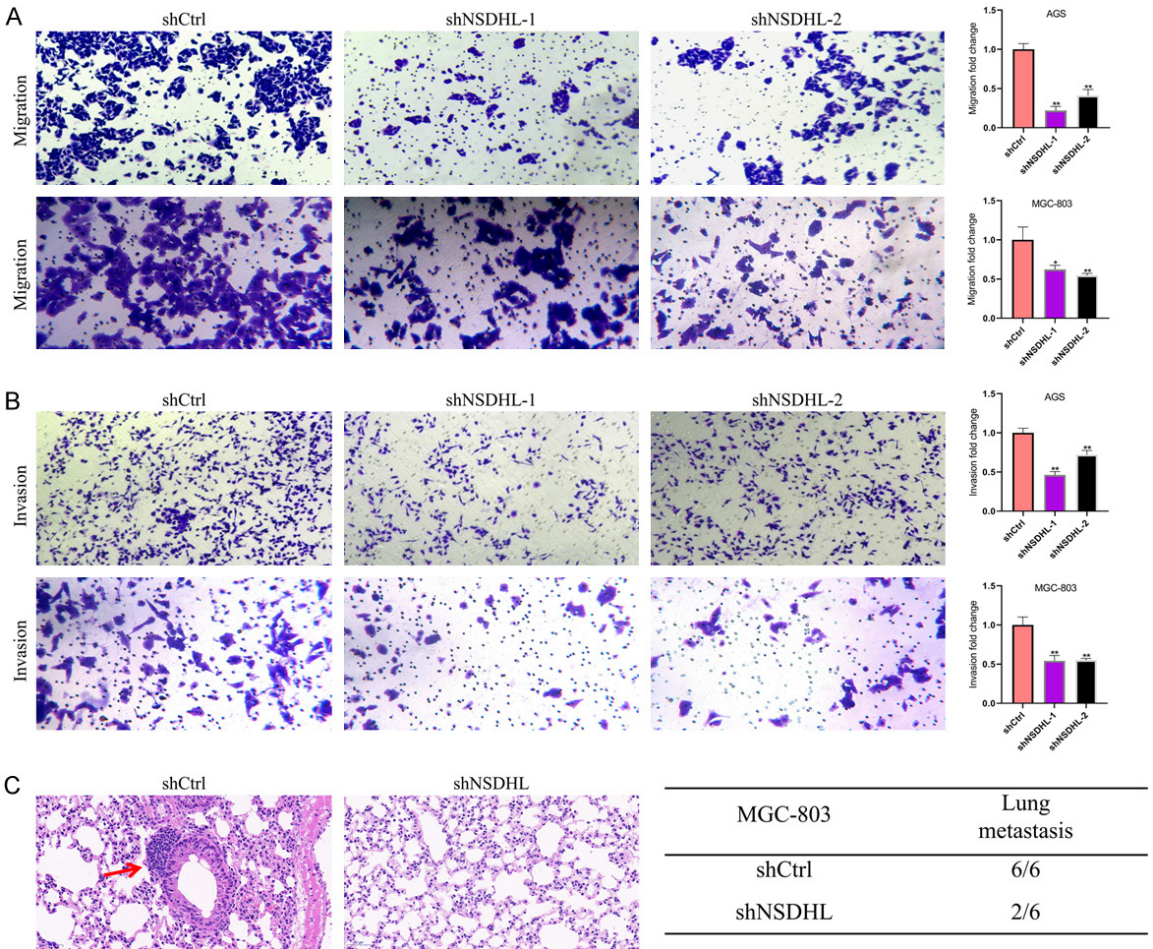 A
shCtrl
shNSDHL-1
shNSDHL-2
Migration
Migration
AGS
Migration fold change
1.5
1.0
0.5
0.0
shCtrl
shNSDHL-1
shNSDHL-2
**
**
MGC-803
Migration fold change
1.5
1.0
0.5
0.0
shCtrl
shNSDHL-1
shNSDHL-2
*
**
B
shCtrl
shNSDHL-1
shNSDHL-2
Invasion
Invasion
AGS
Invasion fold change
1.5
1.0
0.5
0.0
shCtrl
shNSDHL-1
shNSDHL-2
**
**
MGC-803
Invasion fold change
1.5
1.0
0.5
0.0
shCtrl
shNSDHL-1
shNSDHL-2
**
**
C
shCtrl
shNSDHL
MGC-803
Lung
metastasis
shCtrl
6/6
shNSDHL
2/6